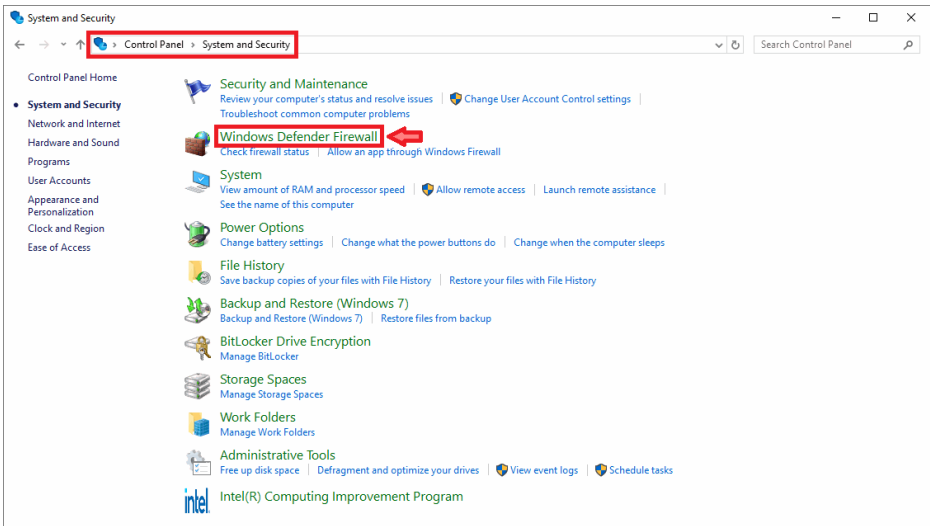 System and Security
Control Panel > System and Security
Search Control Panel
Control Panel Home
System and Security
Network and Internet
Hardware and Sound
Programs
User Accounts
Appearance and
Personalization
Clock and Region
Ease of Access
Security and Maintenance
Review your computer's status and resolve issues | Change User Account Control settings |
Troubleshoot common computer problems
Windows Defender Firewall
Check firewall status | Allow an app through Windows Firewall
System
View amount of RAM and processor speed | Allow remote access | Launch remote assistance |
See the name of this computer
Power Options
Change battery settings | Change what the power buttons do | Change when the computer sleeps
File History
Save backup copies of your files with File History | Restore your files with File History
Backup and Restore (Windows 7)
Backup and Restore (Windows 7) | Restore files from backup
BitLocker Drive Encryption
Manage BitLocker
Storage Spaces
Manage Storage Spaces
Work Folders
Manage Work Folders
Administrative Tools
Free up disk space | Defragment and optimize your drives | View event logs | Schedule tasks
intel
Intel(R) Computing Improvement Program